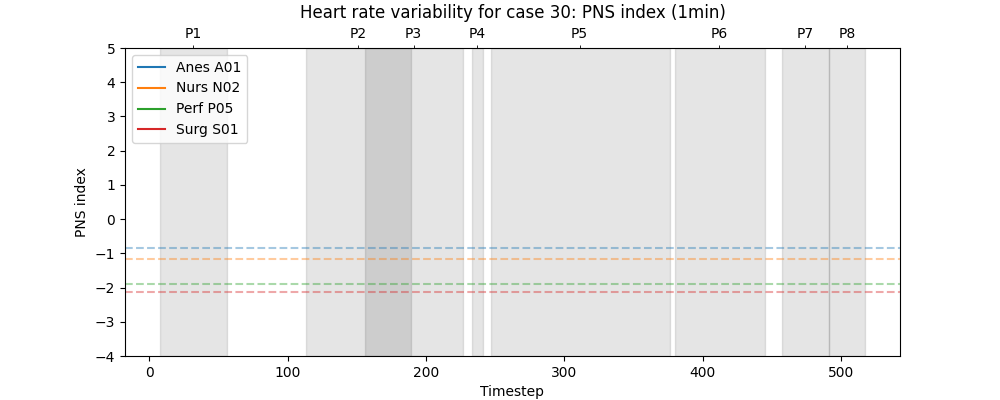 Heart rate variability for case 30: PNS index (1min)
P1 P2 P3 P4 P5 P6 P7 P8
Anes A01
Nurs N02
Perf P05
Surg S01
5
4
3
2
1
0
−1
−2
−3
−4
PNS index
0 100 200 300 400 500
Timestep